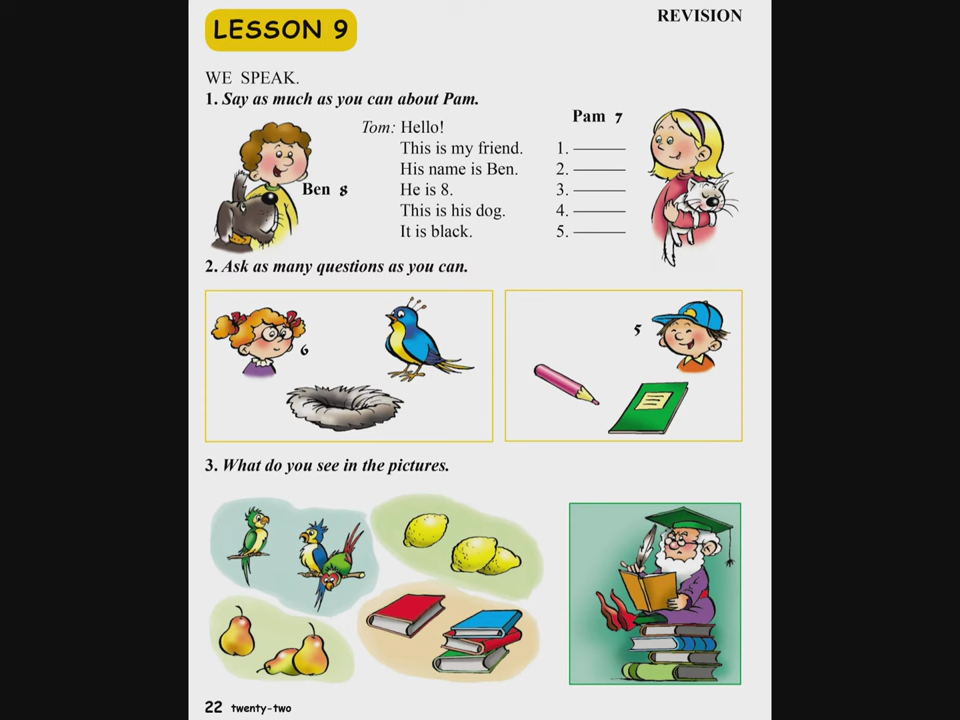 LESSON 9
REVISION
WE SPEAK.
1. Say as much as you can about Pam.
Pam 7
Tom: Hello!
This is my friend. 1.
His name is Ben. 2.
Ben 8 He is 8. 3.
This is his dog. 4.
It is black. 5.
2. Ask as many questions as you can.
5
6
3. What do you see in the pictures.
22 twenty-two